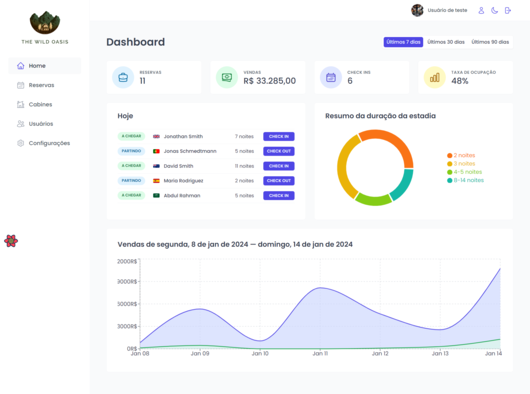 THE WILD OASIS
Usuário de teste
Home
Reservas
Cabines
Usuários
Configurações
Dashboard
Últimos 7 dias
Últimos 30 dias
Últimos 90 dias
RESERVAS
11
VENDAS
R$ 33.285,00
CHECK INS
6
TAXA DE OCUPAÇÃO
48%
Hoje
A CHEGAR Jonathan Smith 7 noites CHECK IN
PARTINDO Jonas Schmedtmann 5 noites CHECK OUT
A CHEGAR David Smith 9 noites CHECK IN
PARTINDO Maria Rodriguez 2 noites CHECK OUT
A CHEGAR Abdul Rahman 5 noites CHECK IN
Resumo da duração da estadia
2 noites
3 noites
4-5 noites
8-14 noites
Vendas de segunda, 8 de jan de 2024 — domingo, 14 de jan de 2024
2000R$
9000R$
6000R$
3000R$
0R$
Jan 08
Jan 09
Jan 10
Jan 11
Jan 12
Jan 13
Jan 14